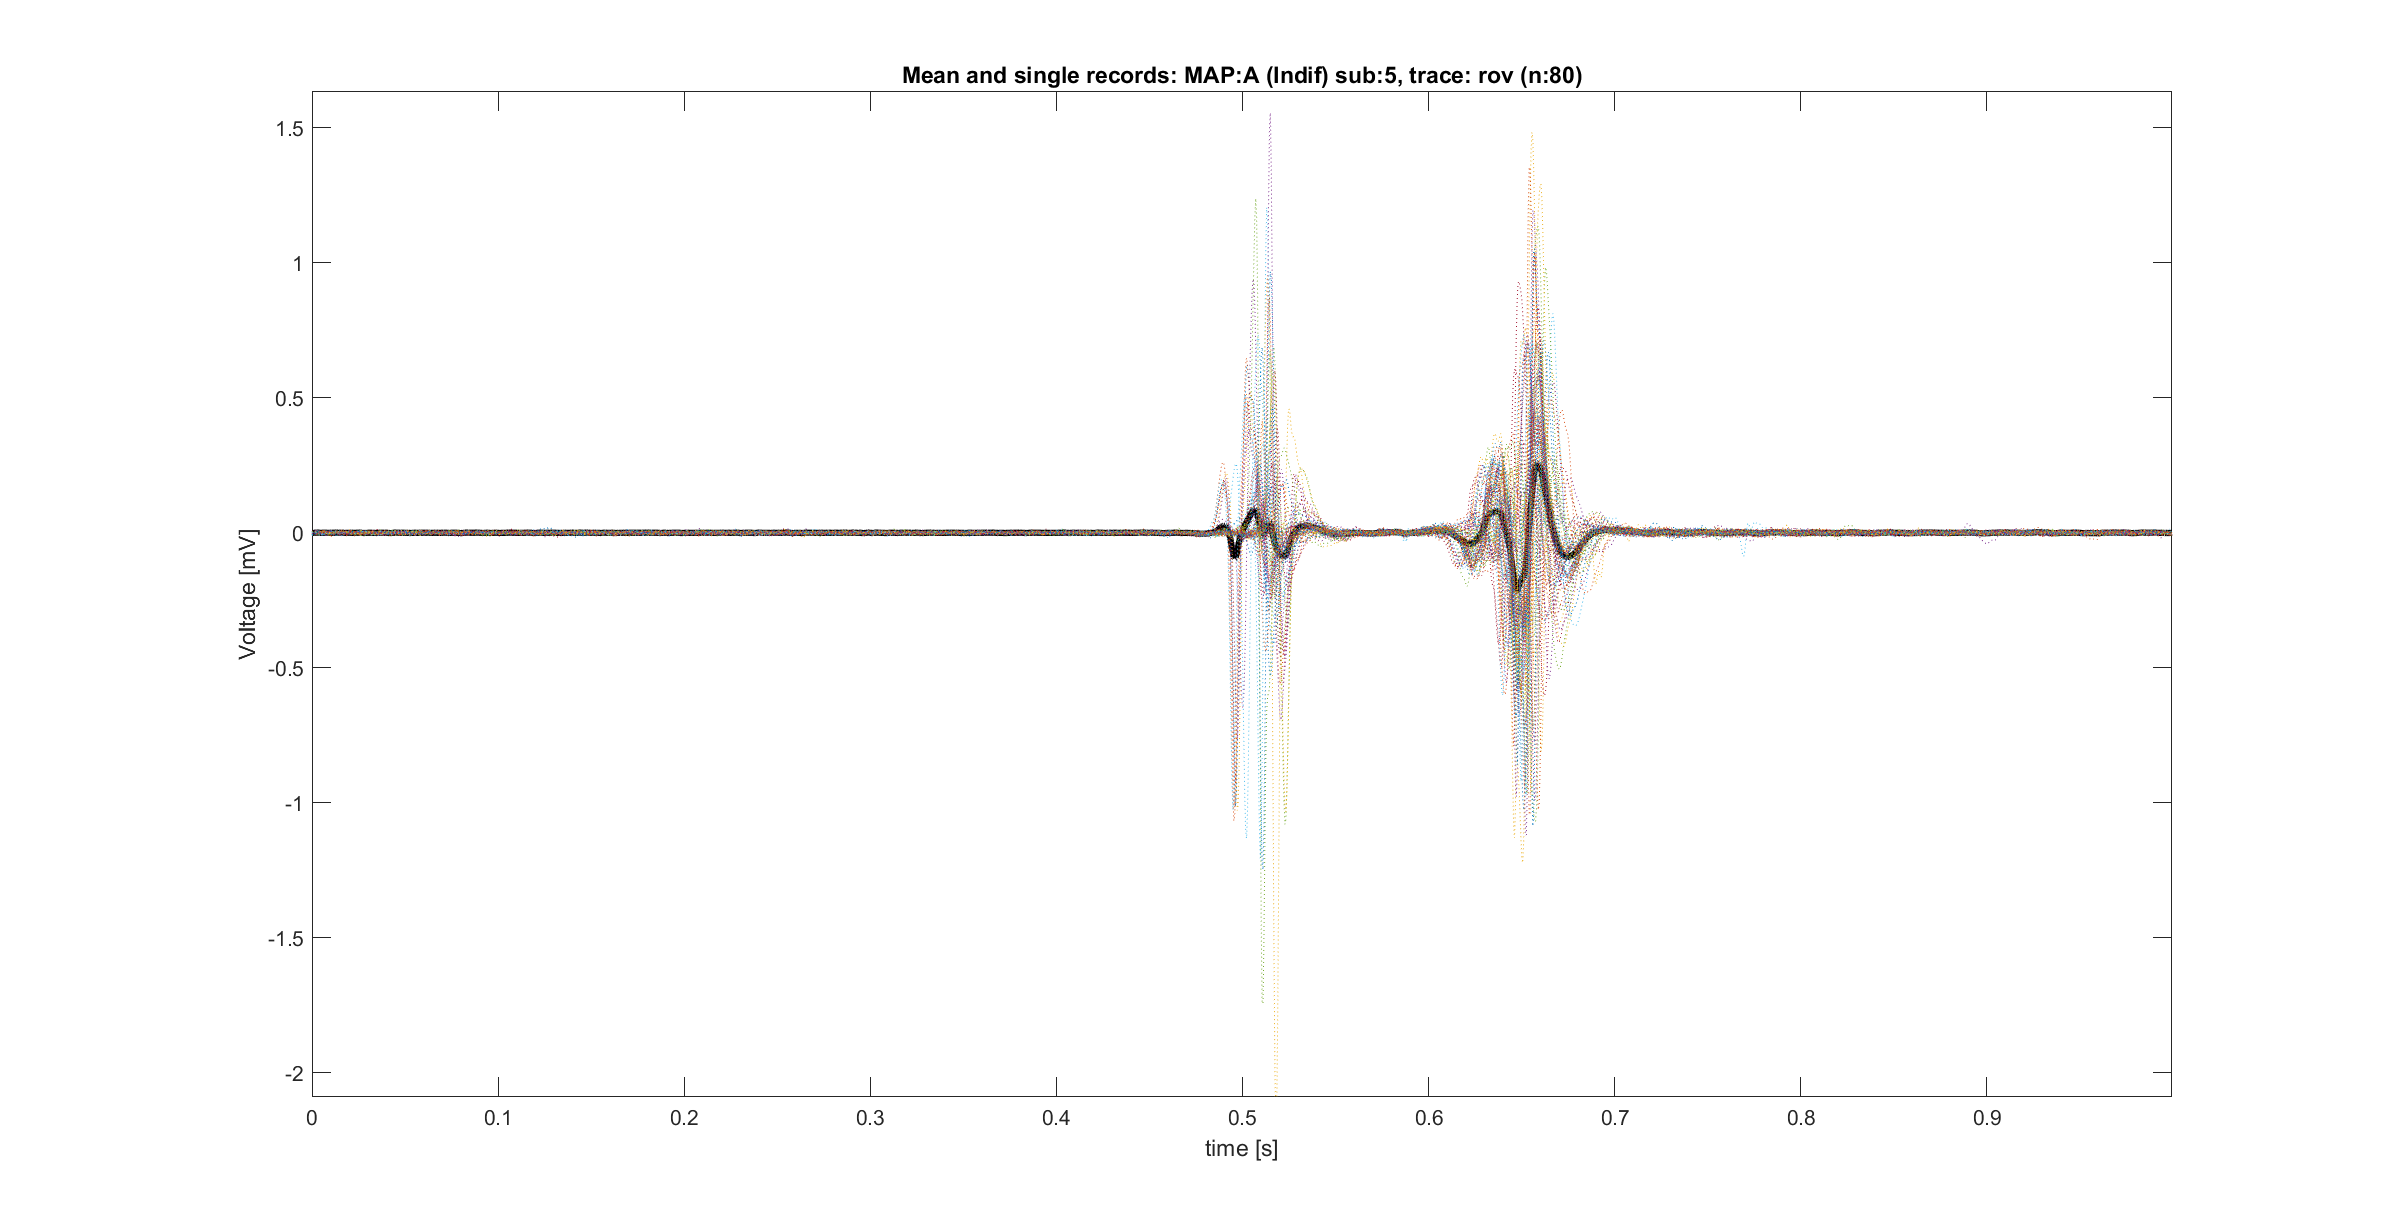 Mean and single records: MAP:A (Indif) sub:5, trace: rov (n:80)
1.5
1
0.5
0
-0.5
-1
-1.5
-2
Voltage [mV]
0 0.1 0.2 0.3 0.4 0.5 0.6 0.7 0.8 0.9
time [s]